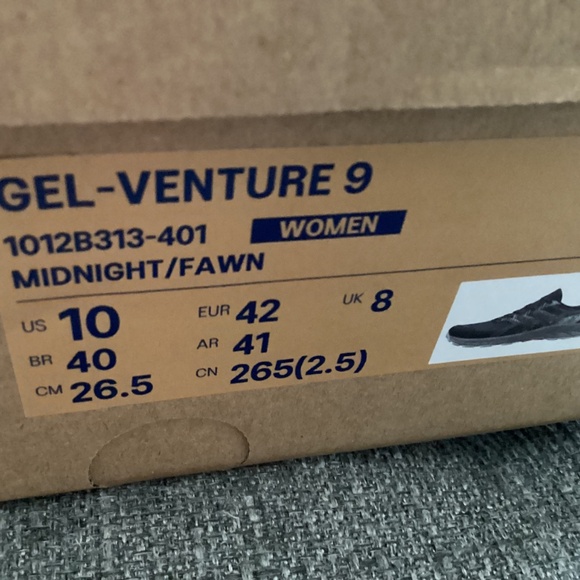 GEL-VENTURE 9
1012B313-401 WOMEN
MIDNIGHT/FAWN
US 10 EUR 42 UK 8
BR 40 AR 41
CM 26.5 CN 265(2.5)